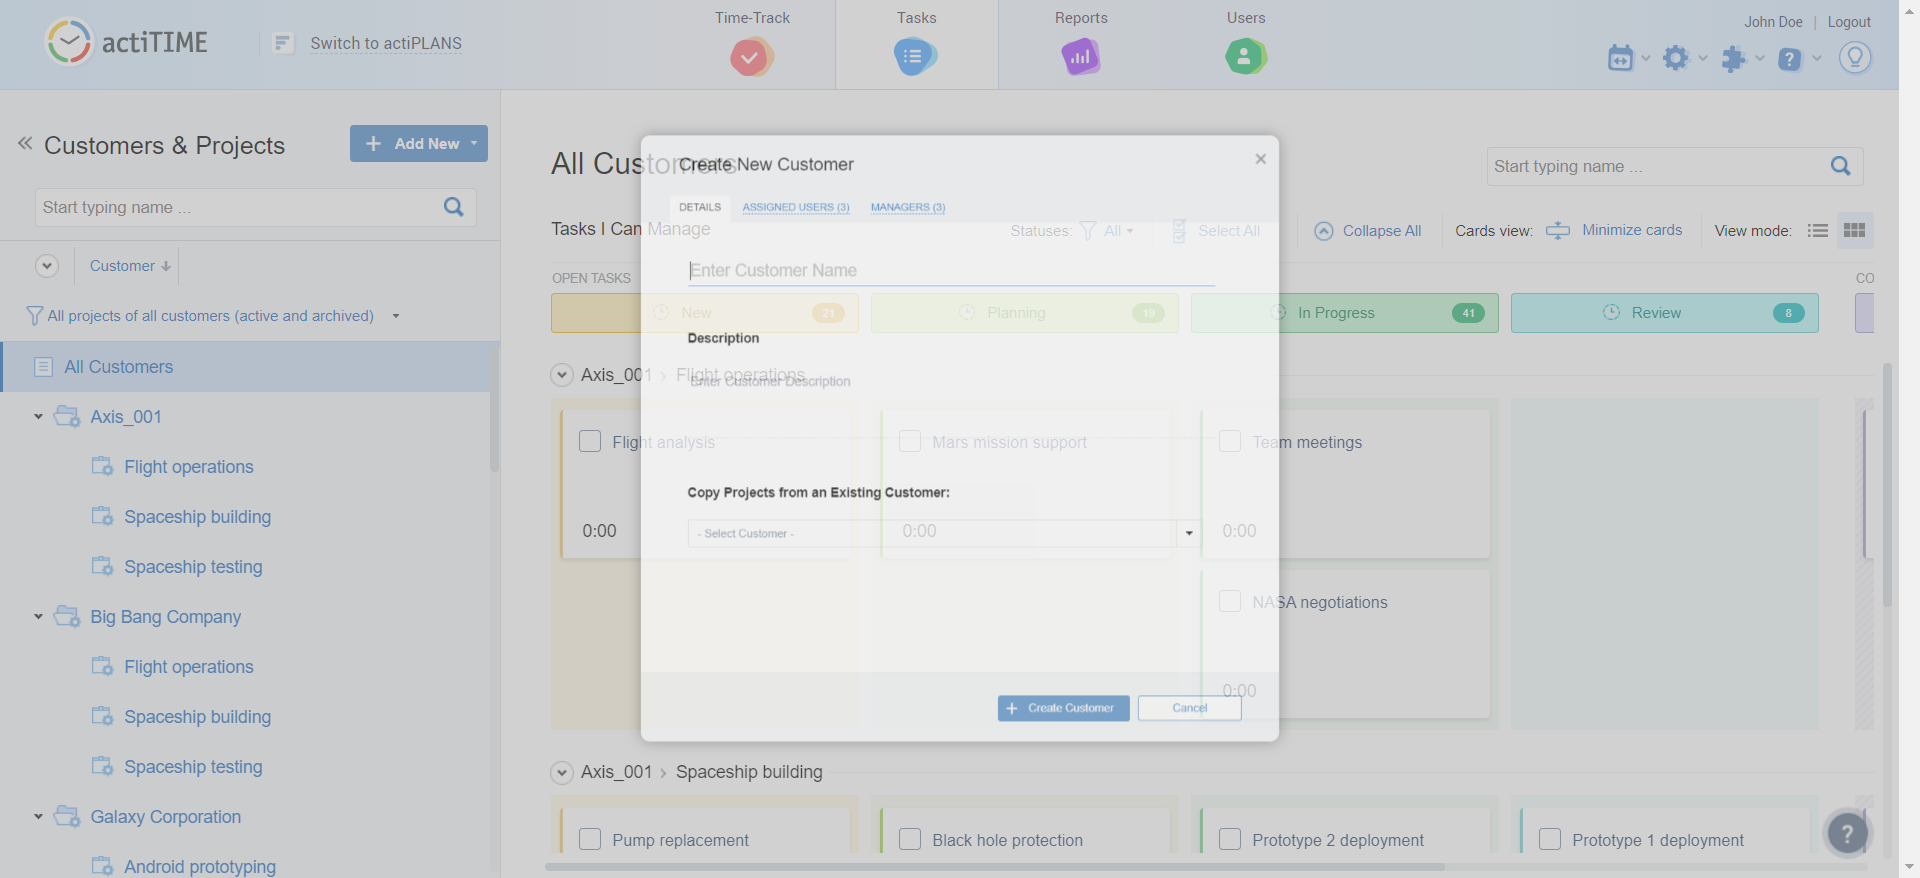 actiTIME
Switch to actiPLANS
Time-Track
Tasks
Reports
Users
John Doe | Logout
Customers & Projects
Add New
Start typing name ...
Customer
All projects of all customers (active and archived)
All Customers
Axis_001
Flight operations
Spaceship building
Spaceship testing
Big Bang Company
Flight operations
Spaceship building
Spaceship testing
Galaxy Corporation
Android prototyping
All Customers
Start typing name ...
Tasks I Can Manage
Statuses:
All
Select All
Collapse All
Cards view:
Minimize cards
View mode:
OPEN TASKS
CO
New 21
Planning 19
In Progress 41
Review 8
Axis_001 > Flight operations
Flight analysis
0:00
Mars mission support
0:00
Team meetings
0:00
NASA negotiations
0:00
Axis_001 > Spaceship building
Pump replacement
Black hole protection
Prototype 2 deployment
Prototype 1 deployment
?
Create New Customer
DETAILS
ASSIGNED USERS (3)
MANAGERS (3)
Enter Customer Name
Description
Enter Customer Description
Copy Projects from an Existing Customer:
- Select Customer -
Create Customer
Cancel